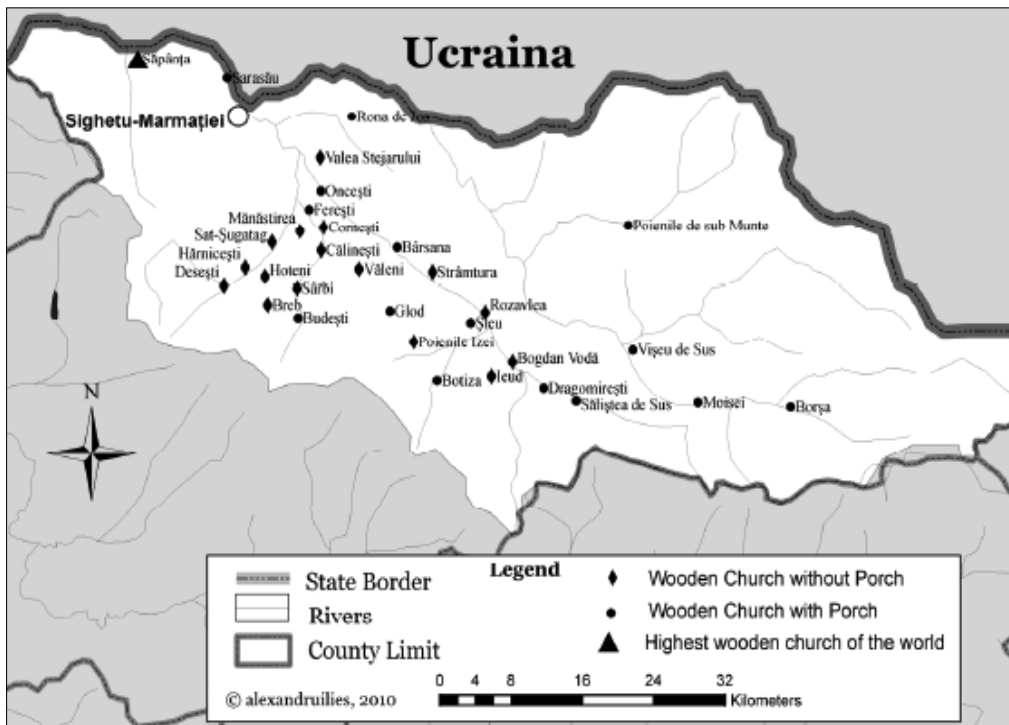 Ucraina
Săpânța
Sarasău
Sighetu-Marmației
Rona de
Valea Stejarului
Oncești
Ferești
Mănăstirea
Cornești
Sat-Șugatag
Călinești
Bârsana
Hărnicești
Desești
Hoteni
Văleni
Strâmtura
Sârbi
Breb
Budești
Glod
Rozavlea
Șieu
Poienile Izei
Bogdan Vodă
Botiza
Ieud
Dragomirești
Săliștea de Sus
Poienile de sub Munte
Vișeu de Sus
Moisei
Borșa
N
Legend
State Border
Rivers
County Limit
Wooden Church without Porch
Wooden Church with Porch
Highest wooden church of the world
© alexandruilies, 2010
0 4 8 16 24 32
Kilometers